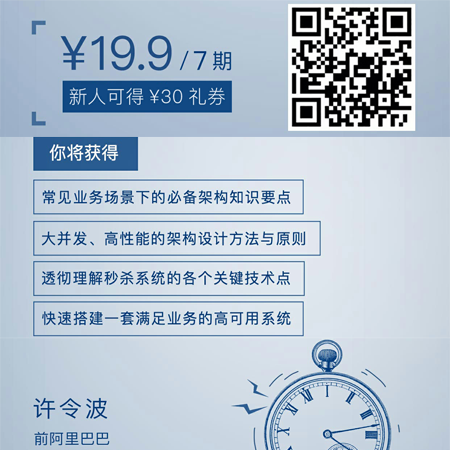 ¥19.9/7期
新人可得 ¥30 礼券
你将获得
常见业务场景下的必备架构知识要点
大并发、高性能的架构设计方法与原则
透彻理解秒杀系统的各个关键技术点
快速搭建一套满足业务的高可用系统
许令波
前阿里巴巴